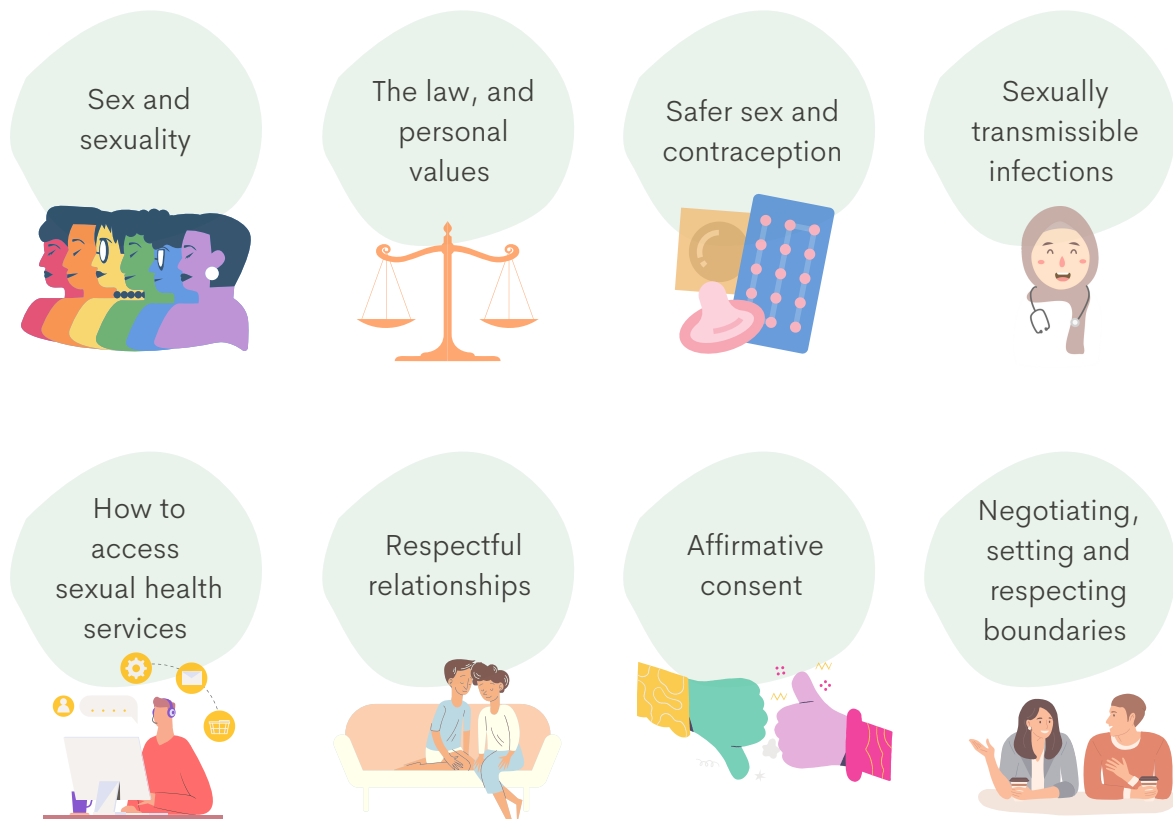 Sex and
sexuality
The law, and
personal
values
Safer sex and
contraception
Sexually
transmissible
infections
How to
access
sexual health
services
Respectful
relationships
Affirmative
consent
Negotiating,
setting and
respecting
boundaries